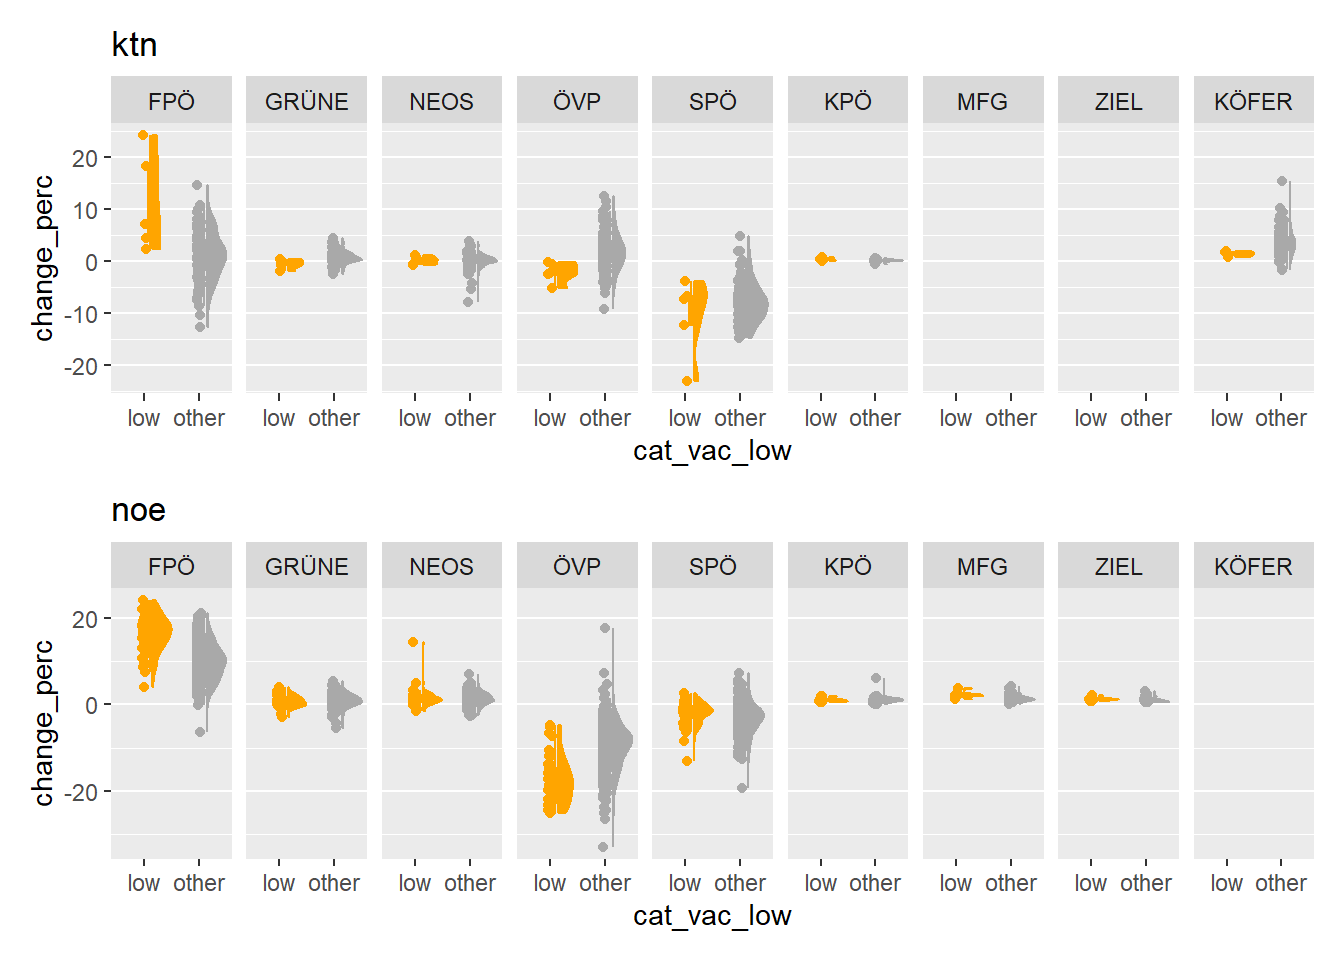 ktn
FPÖ GRÜNE NEOS ÖVP SPÖ KPÖ MFG ZIEL KÖFER
20
10
0
-10
-20
change_perc
low other low other low other low other low other low other low other low other low other
cat_vac_low
noe
FPÖ GRÜNE NEOS ÖVP SPÖ KPÖ MFG ZIEL KÖFER
20
0
-20
change_perc
low other low other low other low other low other low other low other low other low other
cat_vac_low